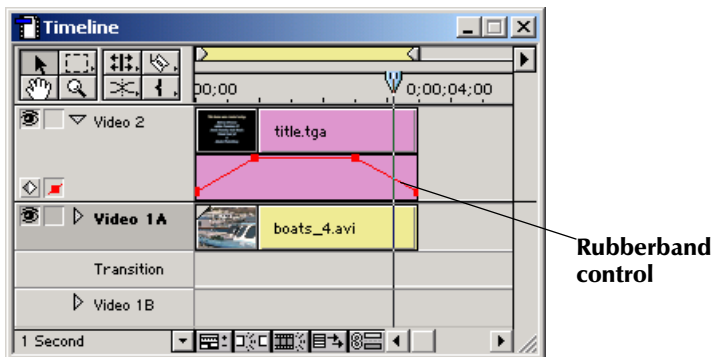 Timeline
00;00
0;00;04;00
Video 2
title.tga
Video 1A
boats_4.avi
Rubberband
control
Transition
Video 1B
1 Second